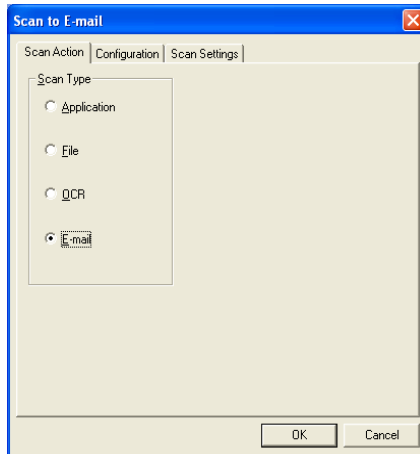 Scan to E-mail
Scan Action Configuration Scan Settings
Scan Type
Application
File
OCR
E-mail
OK Cancel